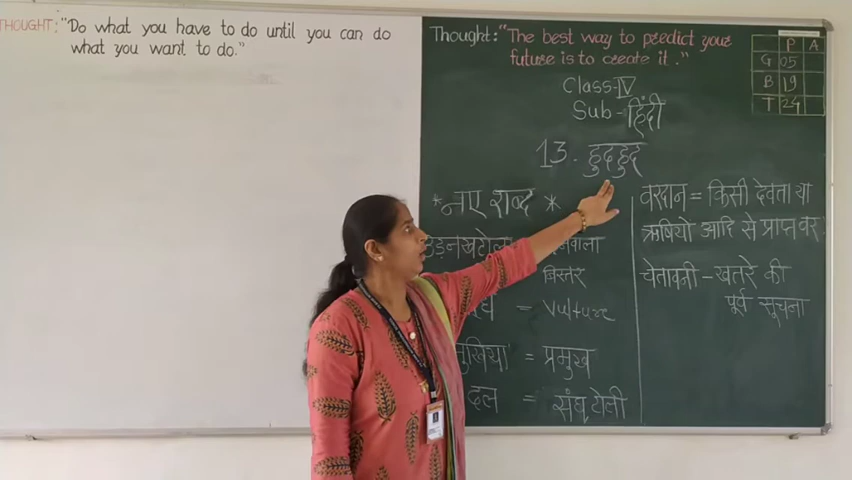 THOUGHT: "Do what you have to do until you can do
what you want to do."
Thought: "The best way to predict your
future is to create it."
P A
G 05
B 19
T 24
Class-IV
Sub-हिंदी
13. हुदहुद
*नए शब्द*
बिस्तर
= Vulture
= प्रमुख
दल = संघ टोली
वरदान = किसी देवता या
ऋषियों आदि से प्राप्त वर
चेतावनी - खतरे की
पूर्व सूचना